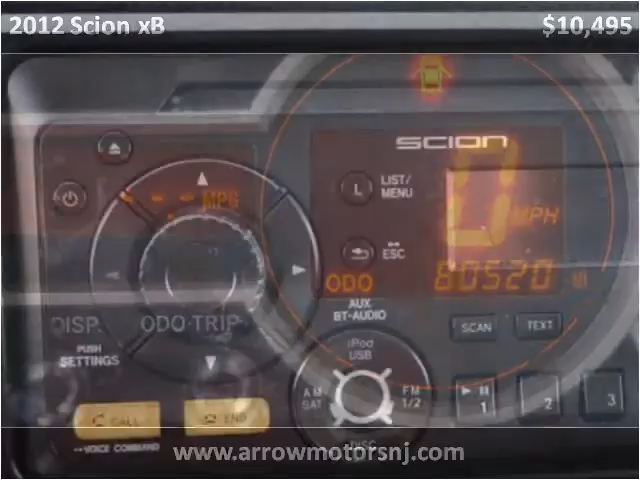 2012 Scion xB
$10,495
SCION
LIST/
MENU
L
0
MPG
MPH
ESC
ODO
80520 MI
AUX
BT-AUDIO
DISP
ODO·TRIP
PUSH
SETTINGS
SCAN
TEXT
iPod
USB
AM
SAT
FM
1/2
1
2
3
CALL
END
VOICE COMMAND
DISC
www.arrowmotorsnj.com